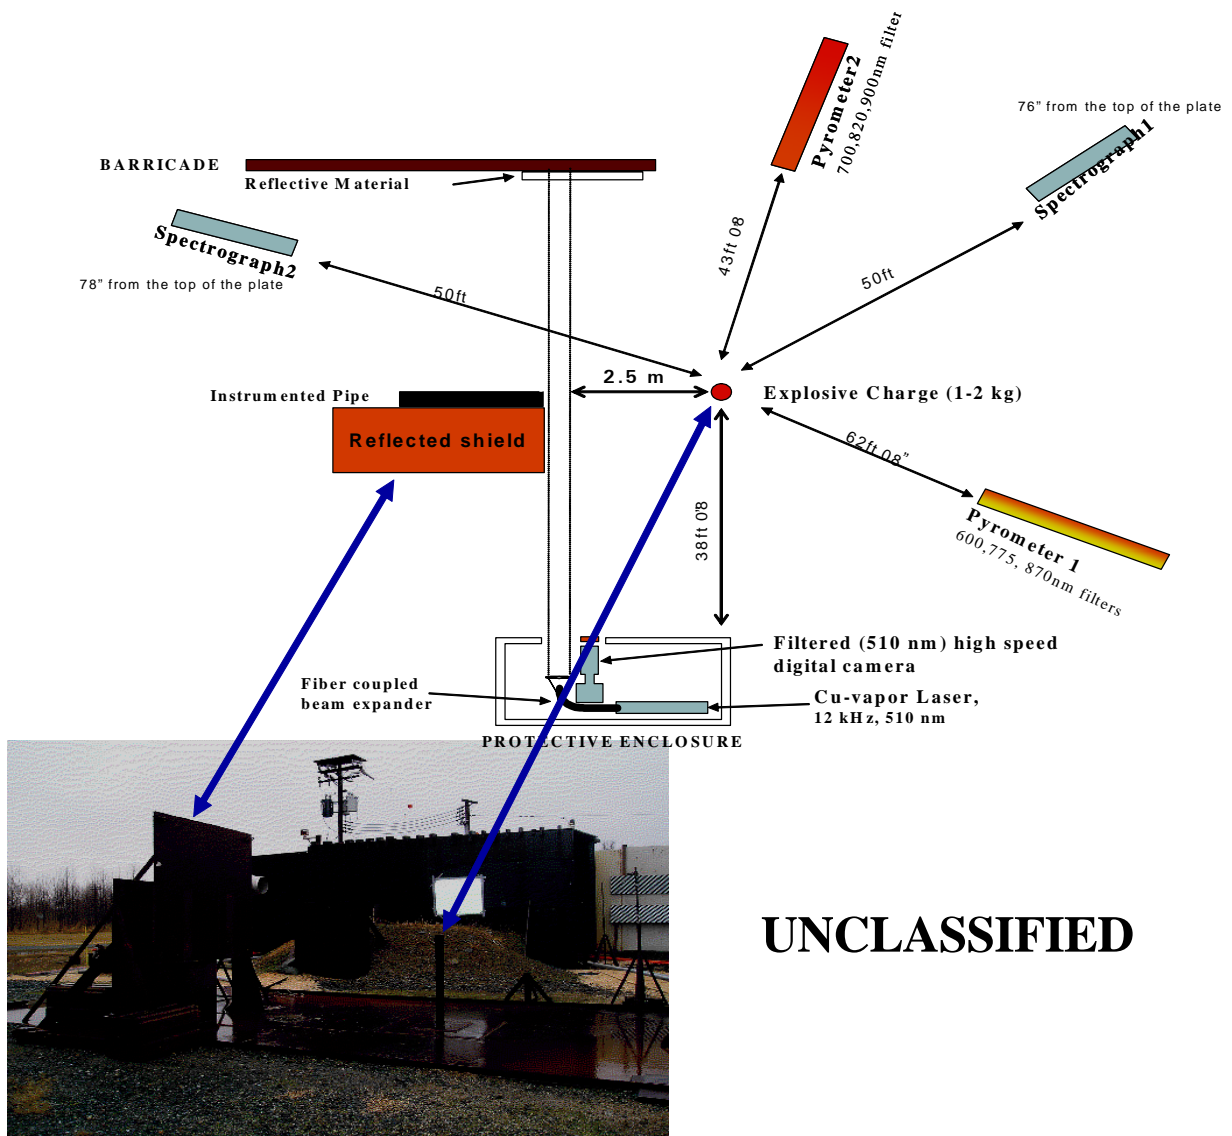 Pyrometer2
700,820,900nm filter
76” from the top of the plate
Spectrograph1
BARRICADE
Reflective Material
Spectrograph2
78” from the top of the plate
43ft 0'8
50ft
50ft
2.5 m
Instrumented Pipe
Explosive Charge (1-2 kg)
Reflected shield
62ft 08”
38ft 0'8
Pyrometer 1
600,775, 870nm filters
Filtered (510 nm) high speed
digital camera
Fiber coupled
beam expander
Cu-vapor Laser,
12 kHz, 510 nm
PROTECTIVE ENCLOSURE
UNCLASSIFIED